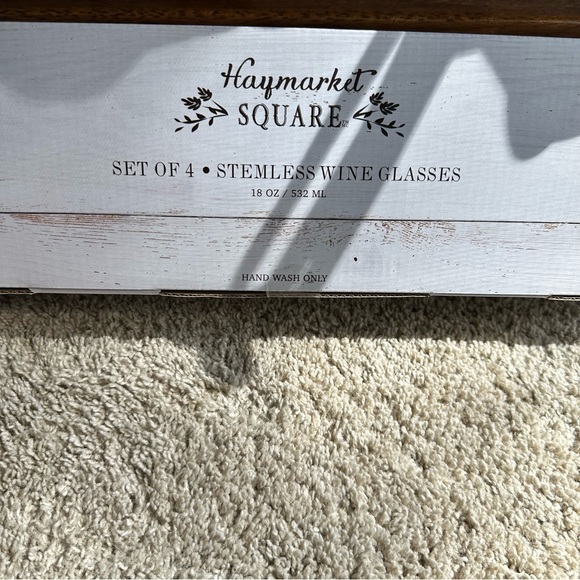 Haymarket
SQUARE
SET OF 4 • STEMLESS WINE GLASSES
18 OZ / 532 ML
HAND WASH ONLY